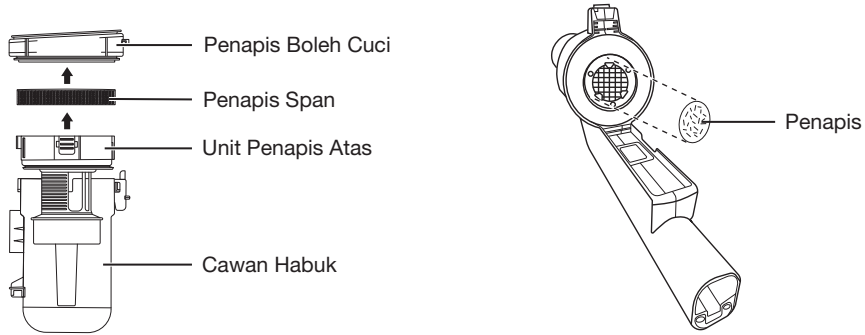 Penapis Boleh Cuci
Penapis Span
Unit Penapis Atas
Cawan Habuk
Penapis